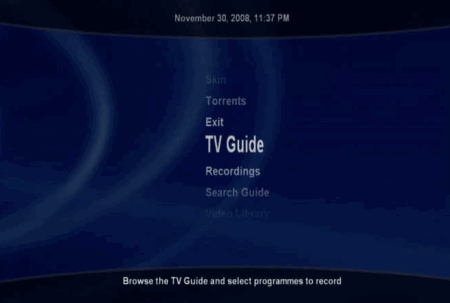 November 30, 2008, 11:37 PM
Skin
Torrents
Exit
TV Guide
Recordings
Search Guide
Video Library
Browse the TV Guide and select programmes to record